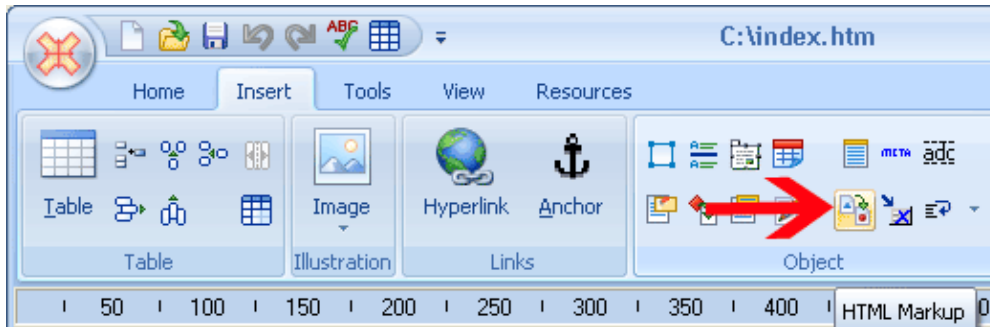 ABC
C:\index.htm
Home Insert Tools View Resources
META adc
Table Image Hyperlink Anchor
Table Illustration Links Object
50 100 150 200 250 300 350 400
HTML Markup